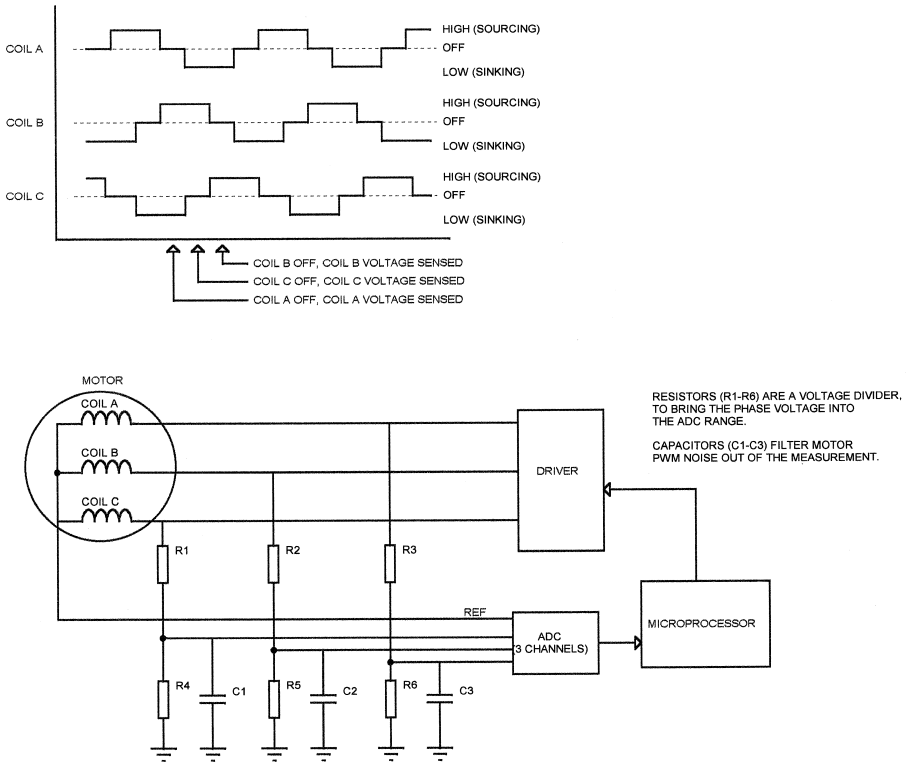 COIL A
HIGH (SOURCING)
OFF
LOW (SINKING)
COIL B
HIGH (SOURCING)
OFF
LOW (SINKING)
COIL C
HIGH (SOURCING)
OFF
LOW (SINKING)
COIL B OFF, COIL B VOLTAGE SENSED
COIL C OFF, COIL C VOLTAGE SENSED
COIL A OFF, COIL A VOLTAGE SENSED
MOTOR
COIL A
COIL B
COIL C
DRIVER
RESISTORS (R1-R6) ARE A VOLTAGE DIVIDER,
TO BRING THE PHASE VOLTAGE INTO
THE ADC RANGE.
CAPACITORS (C1-C3) FILTER MOTOR
PWM NOISE OUT OF THE MEASUREMENT.
R1
R2
R3
REF
ADC
(3 CHANNELS)
MICROPROCESSOR
R4
C1
R5
C2
R6
C3